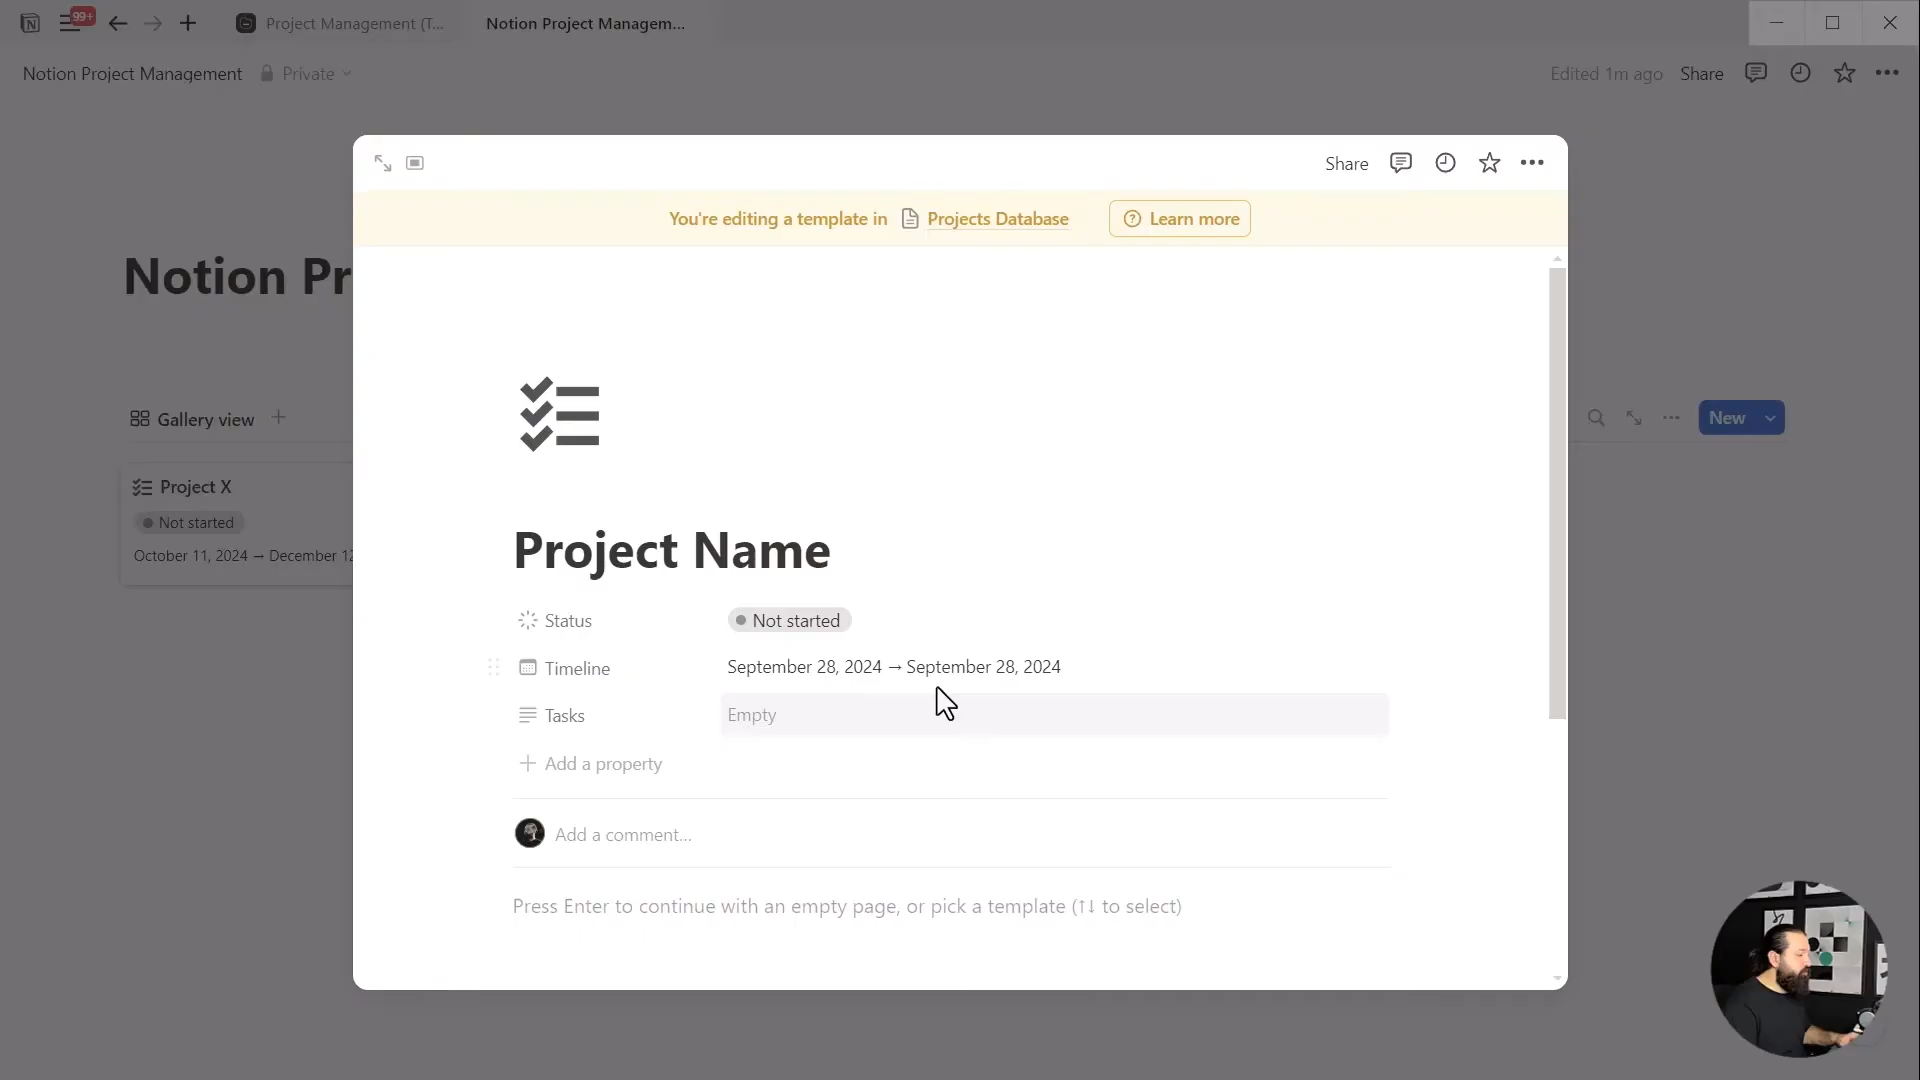 99+
Project Management (T...
Notion Project Managem...
Notion Project Management
Private
Edited 1m ago
Share
Share
You're editing a template in Projects Database
Learn more
Notion Pr
Gallery view
New
Project X
Not started
October 11, 2024 → December 12
Project Name
Status
Not started
Timeline
September 28, 2024 → September 28, 2024
Tasks
Empty
Add a property
Add a comment...
Press Enter to continue with an empty page, or pick a template (↑↓ to select)